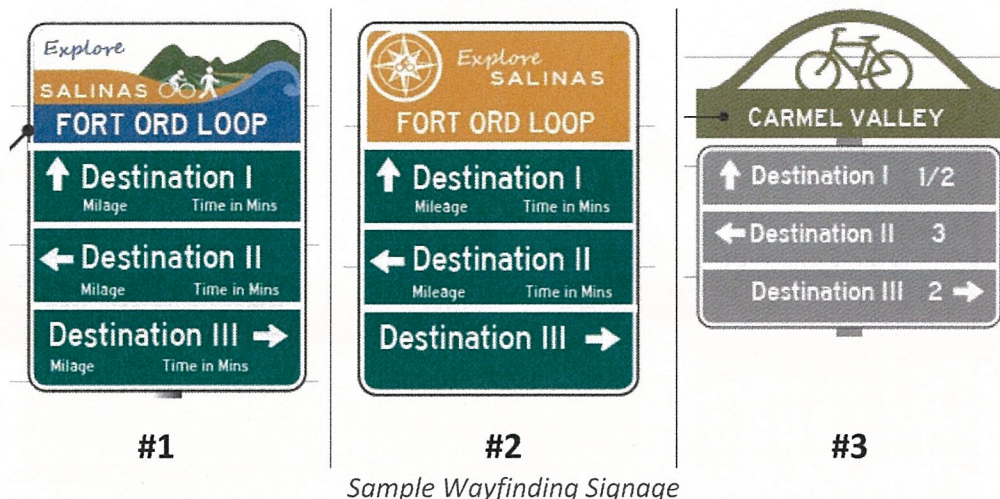 Explore
SALINAS
FORT ORD LOOP
Destination I
Milage Time in Mins
Destination II
Milage Time in Mins
Destination III
Milage Time in Mins
#1
Explore
SALINAS
FORT ORD LOOP
Destination I
Mileage Time in Mins
Destination II
Mileage Time in Mins
Destination III
#2
CARMEL VALLEY
Destination I 1/2
Destination II 3
Destination III 2
#3
Sample Wayfinding Signage